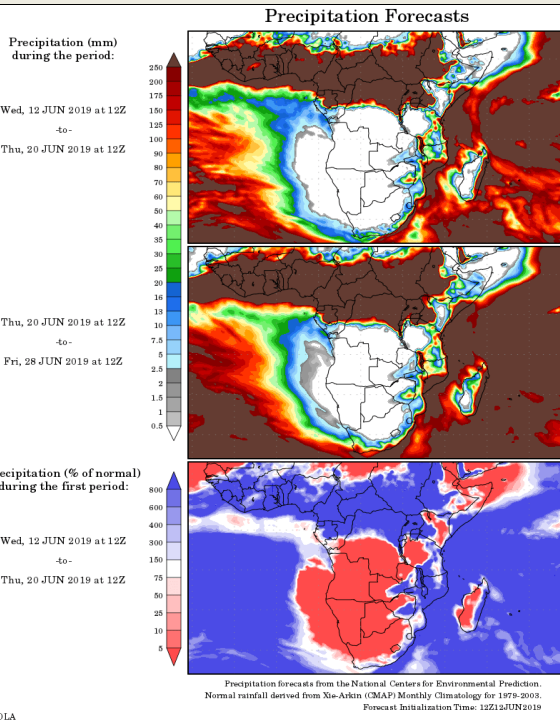 Precipitation Forecasts
Precipitation (mm)
during the period:
Wed, 12 JUN 2019 at 12Z
-to-
Thu, 20 JUN 2019 at 12Z
250
200
175
150
125
100
90
80
70
60
50
40
35
30
25
20
16
13
10
7.5
5
2.5
2
1.5
1
0.5
Thu, 20 JUN 2019 at 12Z
-to-
Fri, 28 JUN 2019 at 12Z
ecipitation (% of normal)
during the first period:
Wed, 12 JUN 2019 at 12Z
-to-
Thu, 20 JUN 2019 at 12Z
800
600
400
300
150
75
50
25
10
5
Precipitation forecasts from the National Centers for Environmental Prediction.
Normal rainfall derived from Xie-Arkin (CMAP) Monthly Climatology for 1979-2003.
Forecast Initialization Time: 12Z12JUN2019
OLA